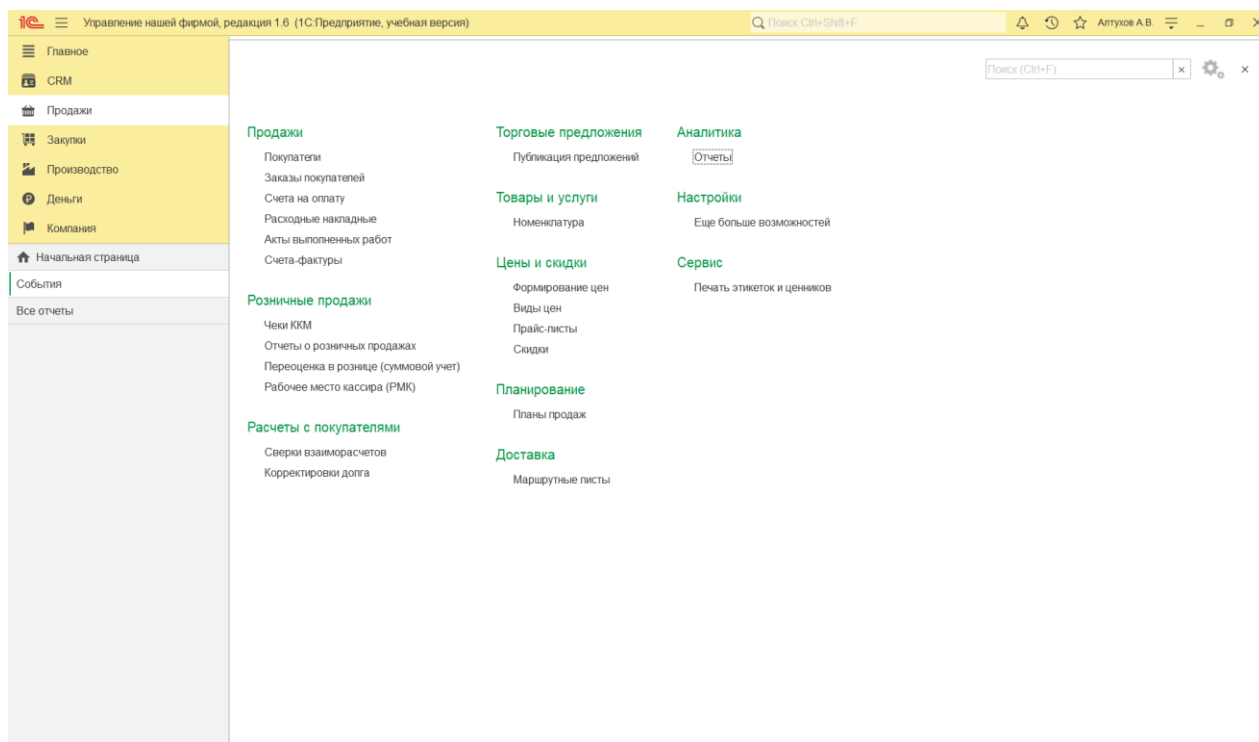 1С Управление нашей фирмой, редакция 1.6 (1С:Предприятие, учебная версия) Поиск Ctrl+Shift+F Алтухов А.В.
Главное
CRM
Продажи
Закупки
Производство
Деньги
Компания
Начальная страница
События
Все отчеты
Поиск (Ctrl+F)
Продажи
Покупатели
Заказы покупателей
Счета на оплату
Расходные накладные
Акты выполненных работ
Счета-фактуры
Розничные продажи
Чеки ККМ
Отчеты о розничных продажах
Переоценка в рознице (суммовой учет)
Рабочее место кассира (РМК)
Расчеты с покупателями
Сверки взаиморасчетов
Корректировки долга
Торговые предложения
Публикация предложений
Товары и услуги
Номенклатура
Цены и скидки
Формирование цен
Виды цен
Прайс-листы
Скидки
Планирование
Планы продаж
Доставка
Маршрутные листы
Аналитика
Отчеты
Настройки
Еще больше возможностей
Сервис
Печать этикеток и ценников